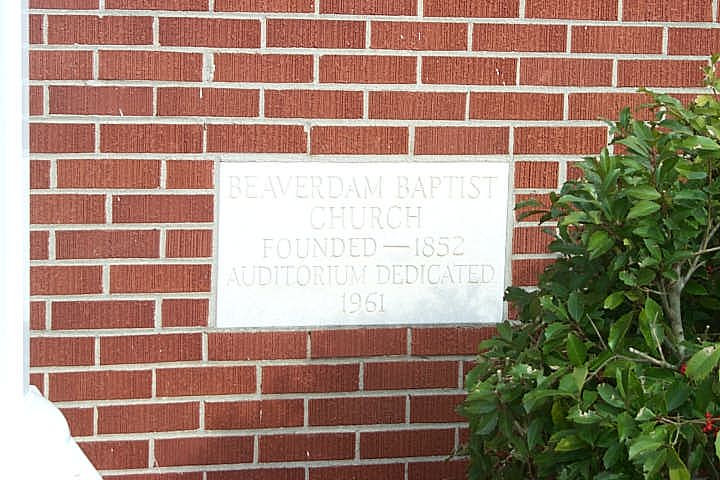 BEAVERDAM BAPTIST
CHURCH
FOUNDED — 1852
AUDITORIUM DEDICATED
1961